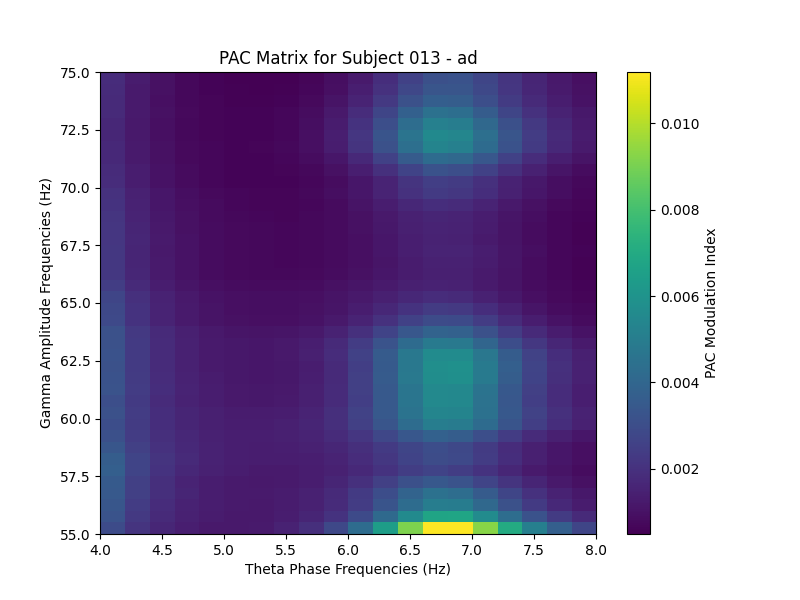 PAC Matrix for Subject 013 - ad
75.0
72.5
70.0
67.5
65.0
62.5
60.0
57.5
55.0
Gamma Amplitude Frequencies (Hz)
4.0 4.5 5.0 5.5 6.0 6.5 7.0 7.5 8.0
Theta Phase Frequencies (Hz)
0.010
0.008
0.006
0.004
0.002
PAC Modulation Index